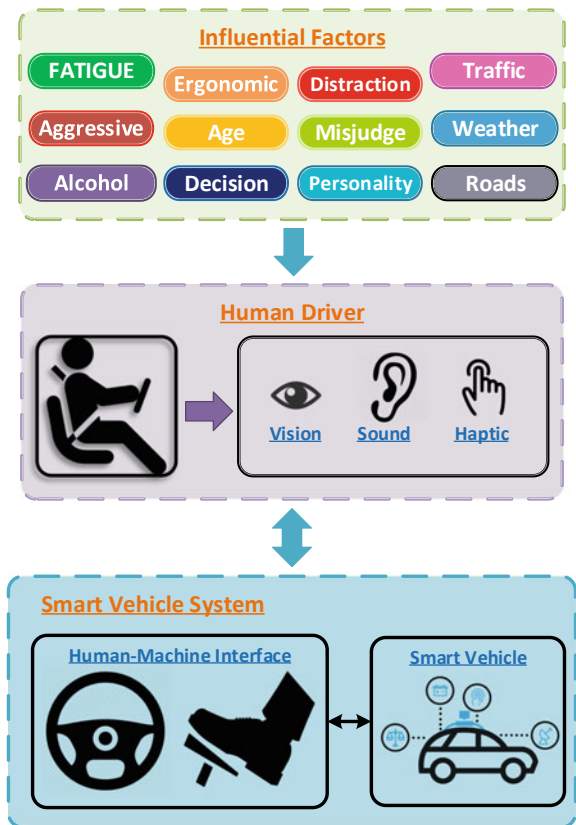 Influential Factors
FATIGUE
Ergonomic
Distraction
Traffic
Aggressive
Age
Misjudge
Weather
Alcohol
Decision
Personality
Roads
Human Driver
Vision
Sound
Haptic
Smart Vehicle System
Human-Machine Interface
Smart Vehicle